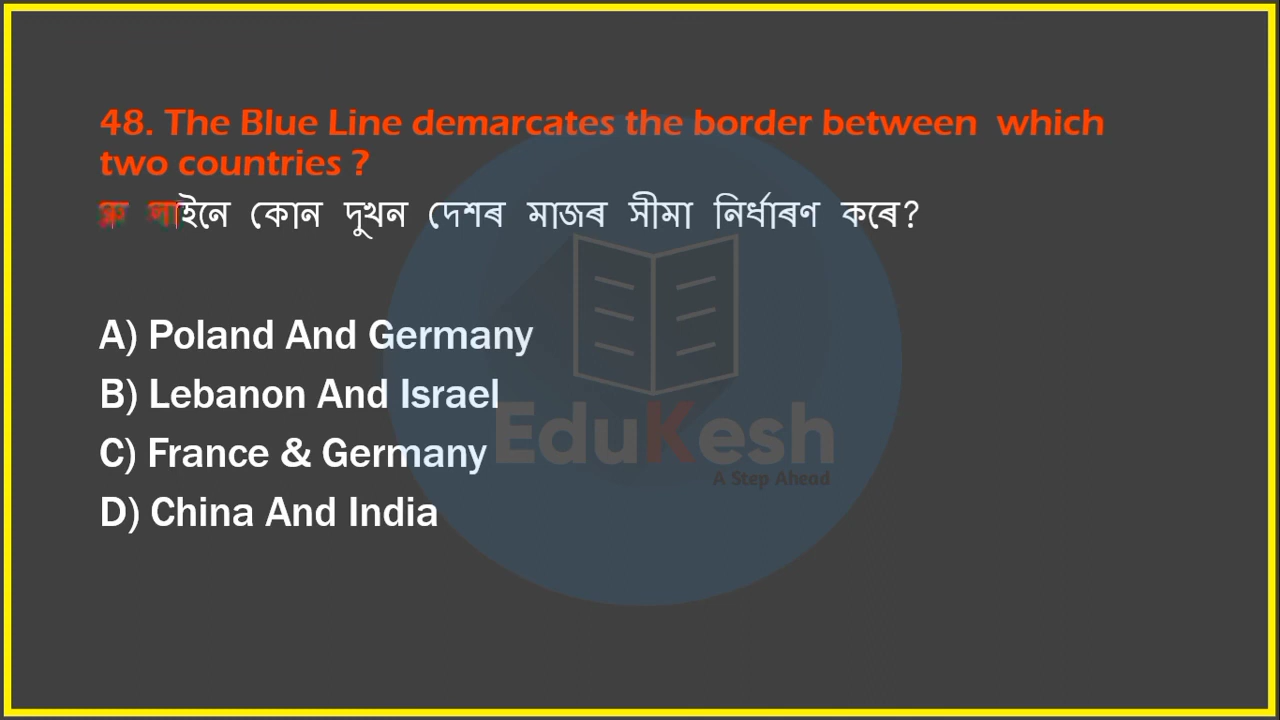 48. The Blue Line demarcates the border between which
two countries ?
ব্লু লাইনে কোন দুখন দেশৰ মাজৰ সীমা নিৰ্ধাৰণ কৰে?
A) Poland And Germany
B) Lebanon And Israel
C) France & Germany
D) China And India
EduKesh
A Step Ahead